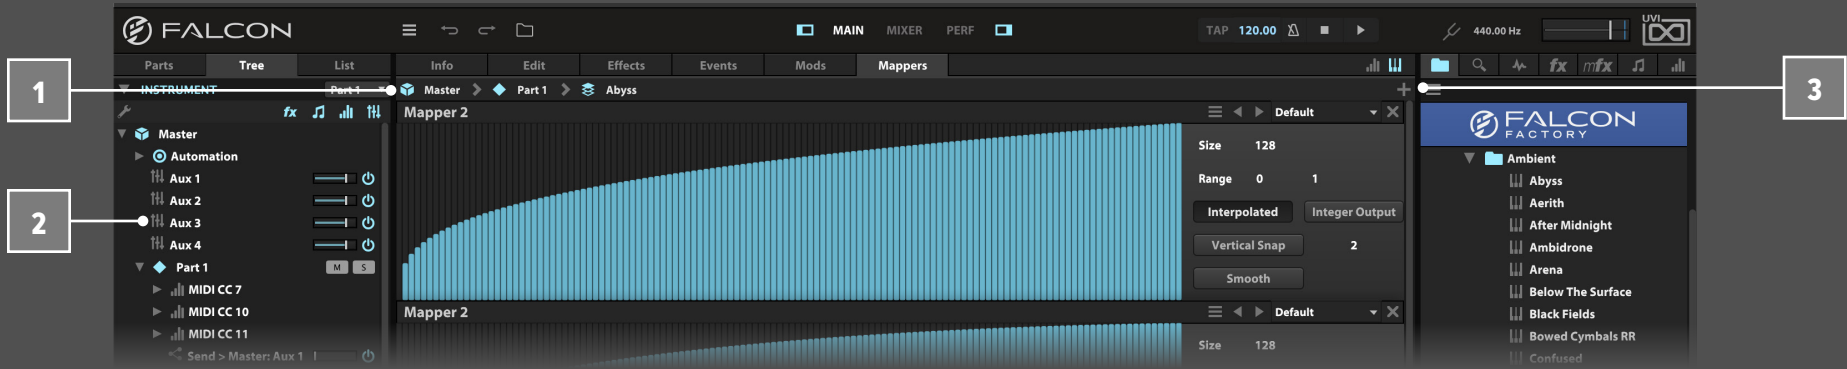 FALCON
MAIN MIXER PERF
TAP 120.00
440.00 Hz
UVI
Parts Tree List
Info Edit Effects Events Mods Mappers
fx mfx
1
2
3
INSTRUMENT Part 1
fx
Master
Automation
Aux 1
Aux 2
Aux 3
Aux 4
Part 1 M S
MIDI CC 7
MIDI CC 10
MIDI CC 11
Send > Master: Aux 1
Master Part 1 Abyss
Mapper 2 Default
Size 128
Range 0 1
Interpolated Integer Output
Vertical Snap 2
Smooth
Mapper 2 Default
Size 128
FALCON
FACTORY
Ambient
Abyss
Aerith
After Midnight
Ambidrone
Arena
Below The Surface
Black Fields
Bowed Cymbals RR
Confused